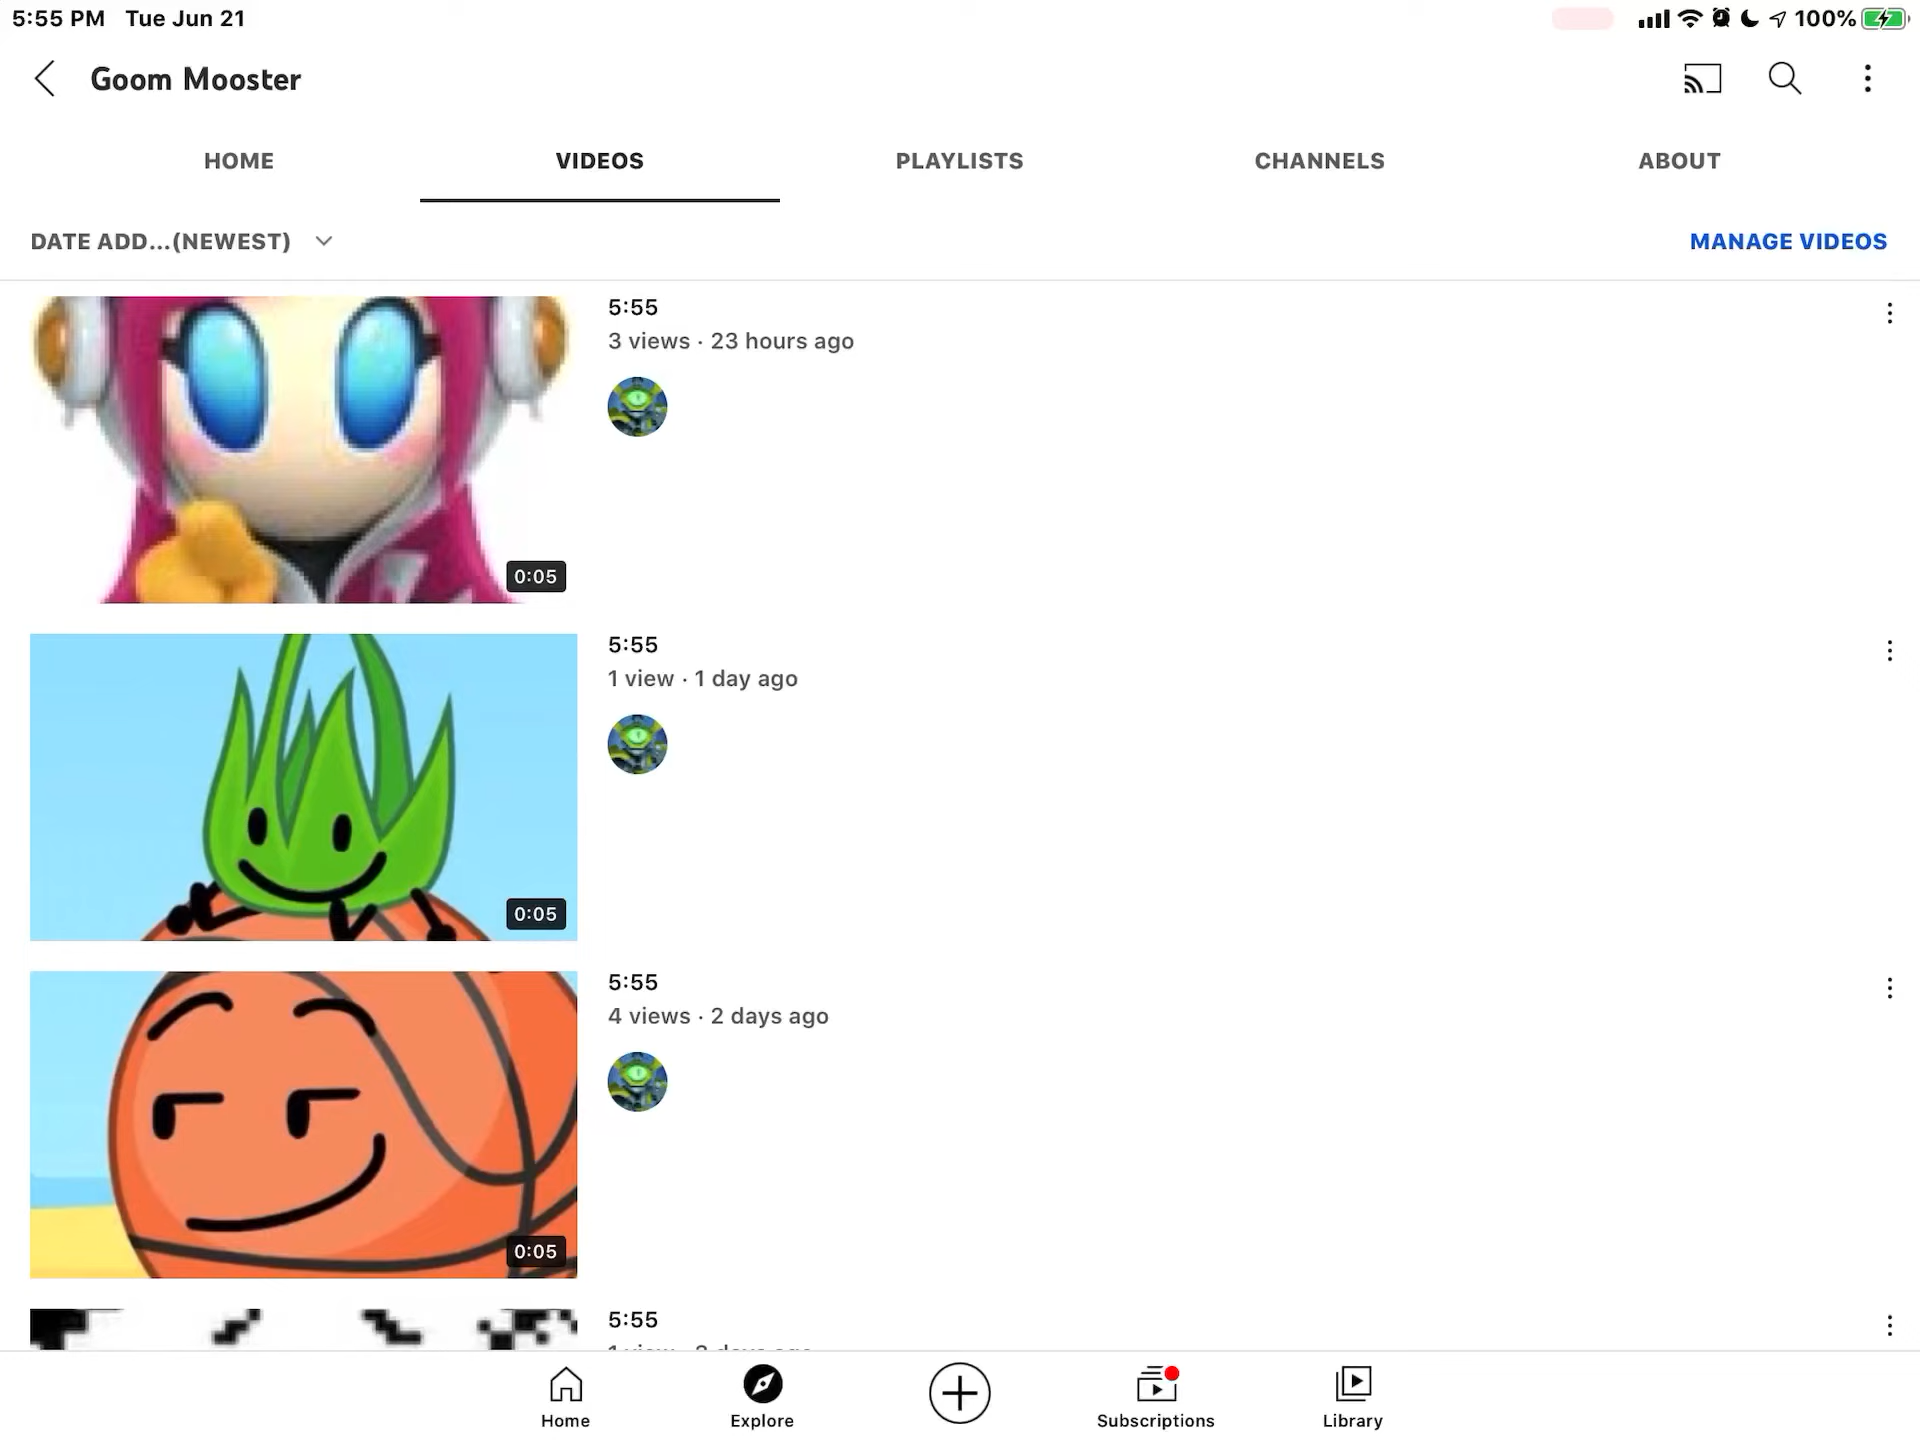 5:55 PM Tue Jun 21 100%
Goom Mooster
HOME VIDEOS PLAYLISTS CHANNELS ABOUT
DATE ADD...(NEWEST) MANAGE VIDEOS
5:55
3 views · 23 hours ago
0:05
5:55
1 view · 1 day ago
0:05
5:55
4 views · 2 days ago
0:05
5:55
Home Explore Subscriptions Library